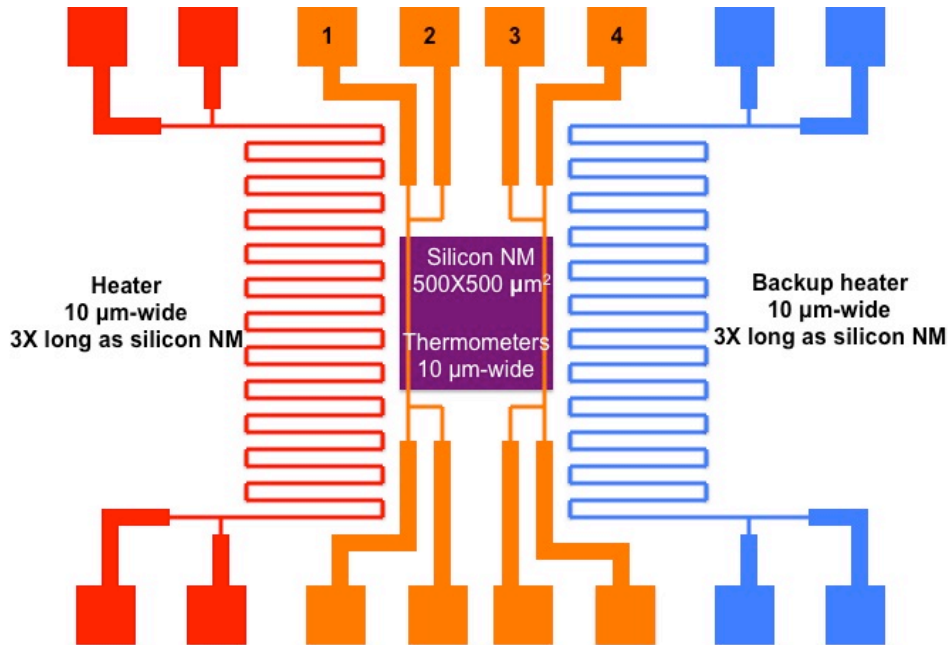 1 2 3 4
Silicon NM
500X500 µm²
Thermometers
10 µm-wide
Heater
10 µm-wide
3X long as silicon NM
Backup heater
10 µm-wide
3X long as silicon NM